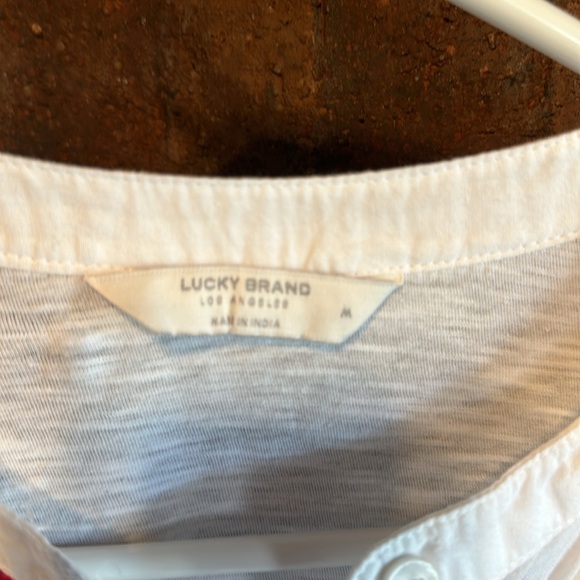 LUCKY BRAND
LOS ANGELES
MADE IN INDIA
M